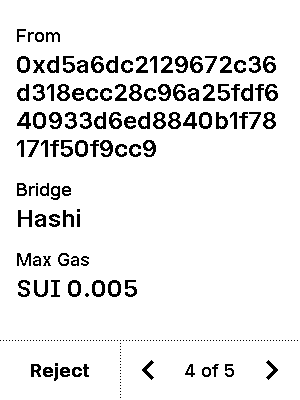 From
0xd5a6dc2129672c36
d318ecc28c96a25fdf6
40933d6ed8840b1f78
171f50f9cc9
Bridge
Hashi
Max Gas
SUI 0.005
Reject
4 of 5